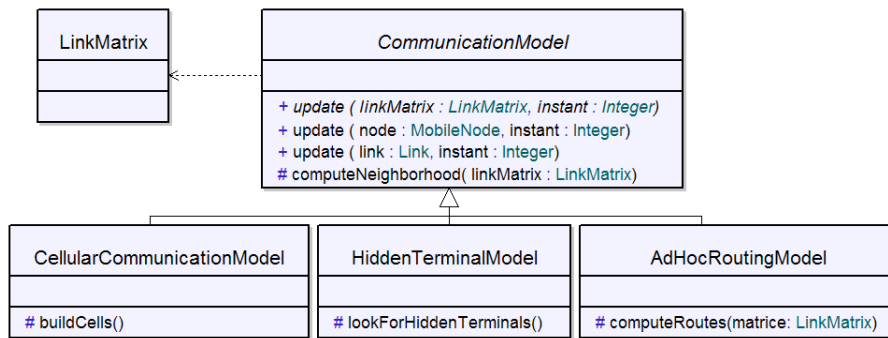 LinkMatrix
CommunicationModel
+ update ( linkMatrix : LinkMatrix, instant : Integer)
+ update ( node : MobileNode, instant : Integer)
+ update ( link : Link, instant : Integer)
# computeNeighborhood( linkMatrix : LinkMatrix)
CellularCommunicationModel
# buildCells()
HiddenTerminalModel
# lookForHiddenTerminals()
AdHocRoutingModel
# computeRoutes(matrice: LinkMatrix)